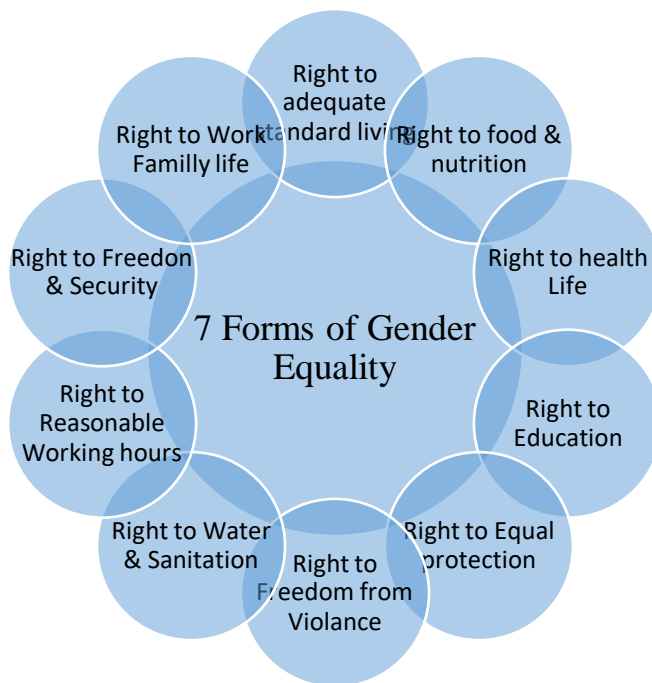 Right to
adequate
standard living
Right to food &
nutrition
Right to health
Life
Right to
Education
Right to Equal
protection
Right to
Freedom from
Violance
Right to Water
& Sanitation
Right to
Reasonable
Working hours
Right to Freedon
& Security
Right to Work
Familly life
7 Forms of Gender
Equality